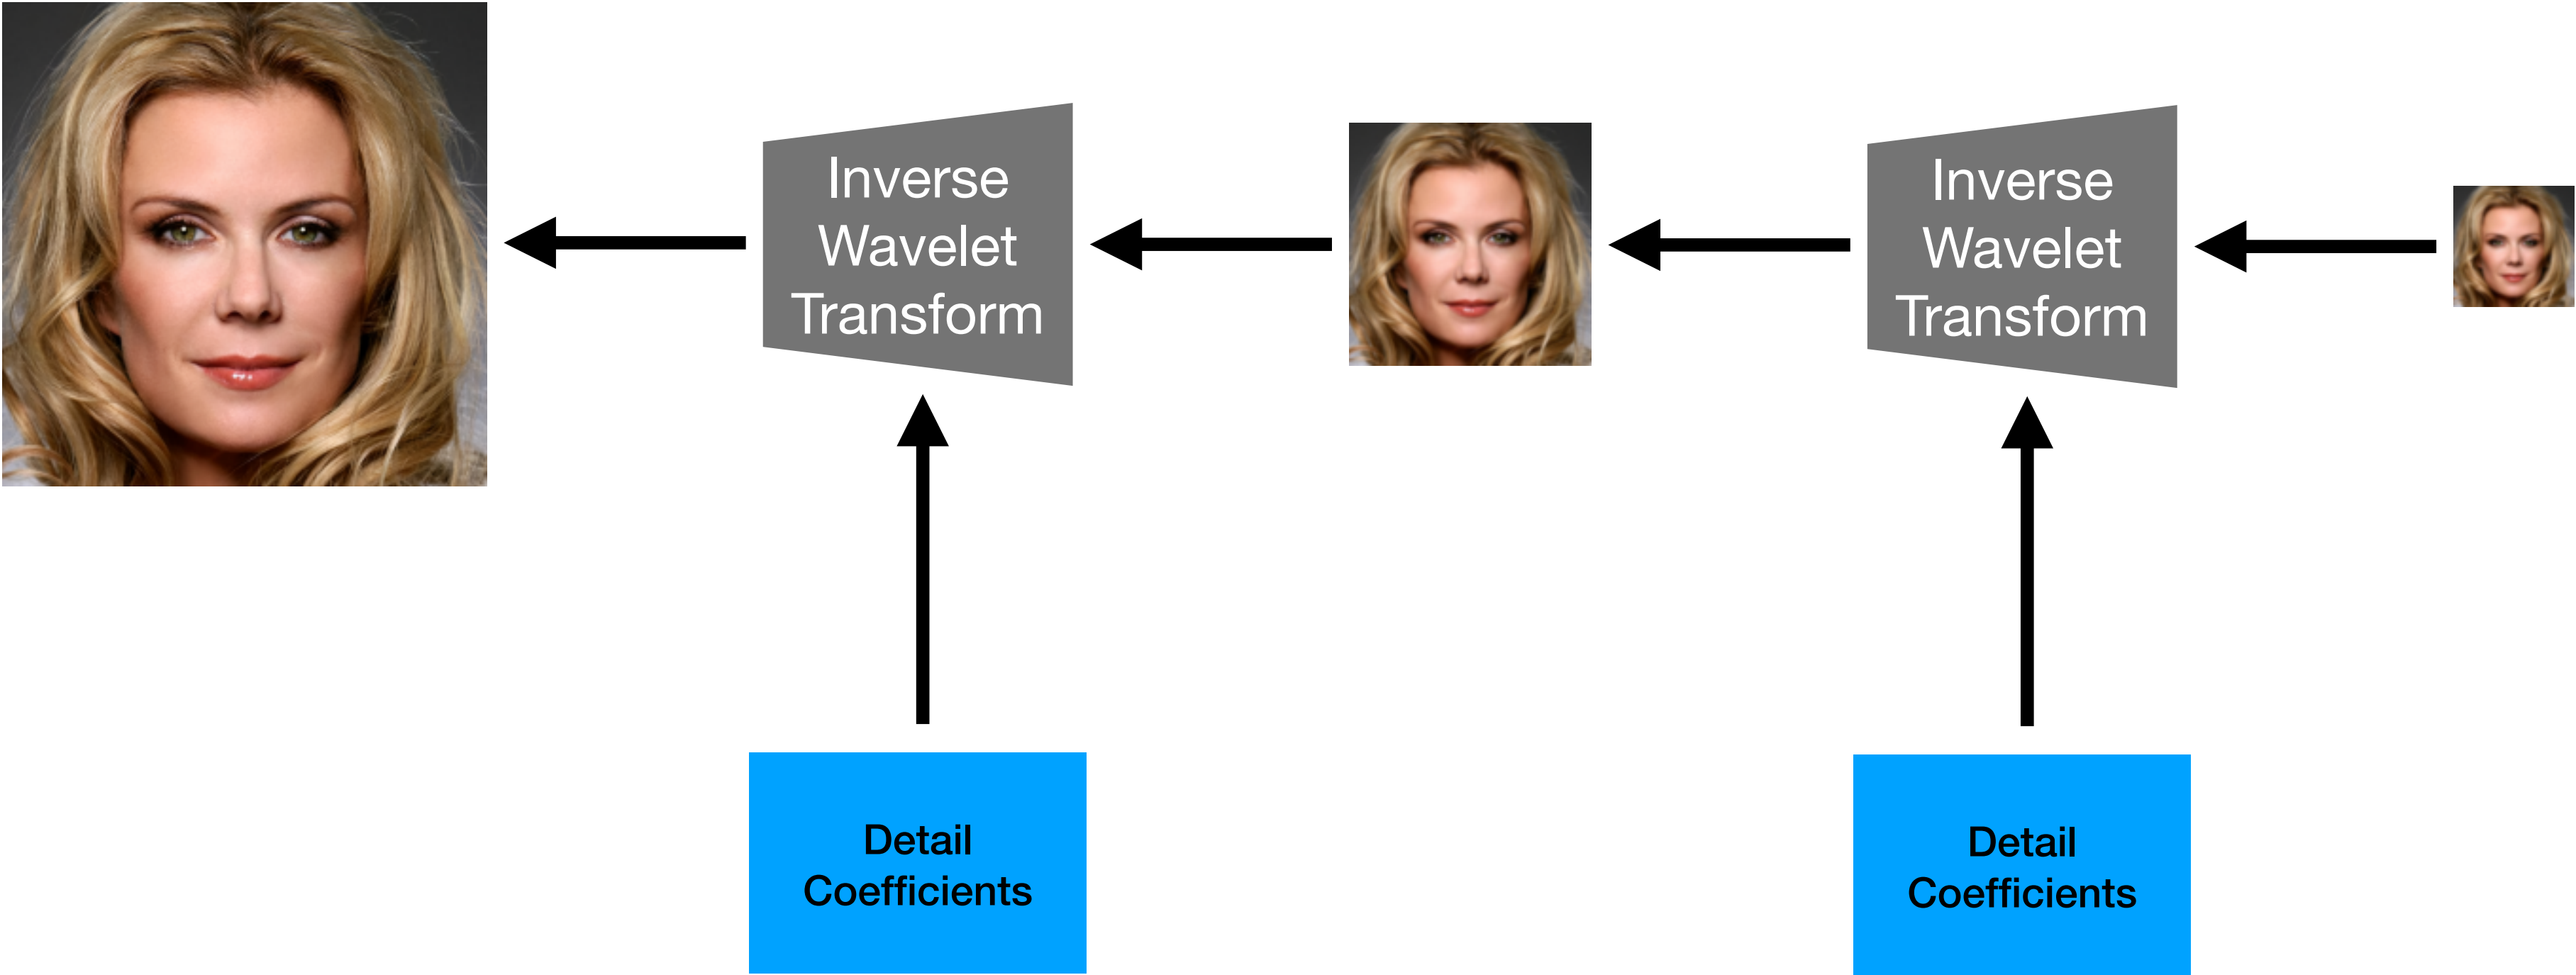 Inverse
Wavelet
Transform
Inverse
Wavelet
Transform
Detail
Coefficients
Detail
Coefficients